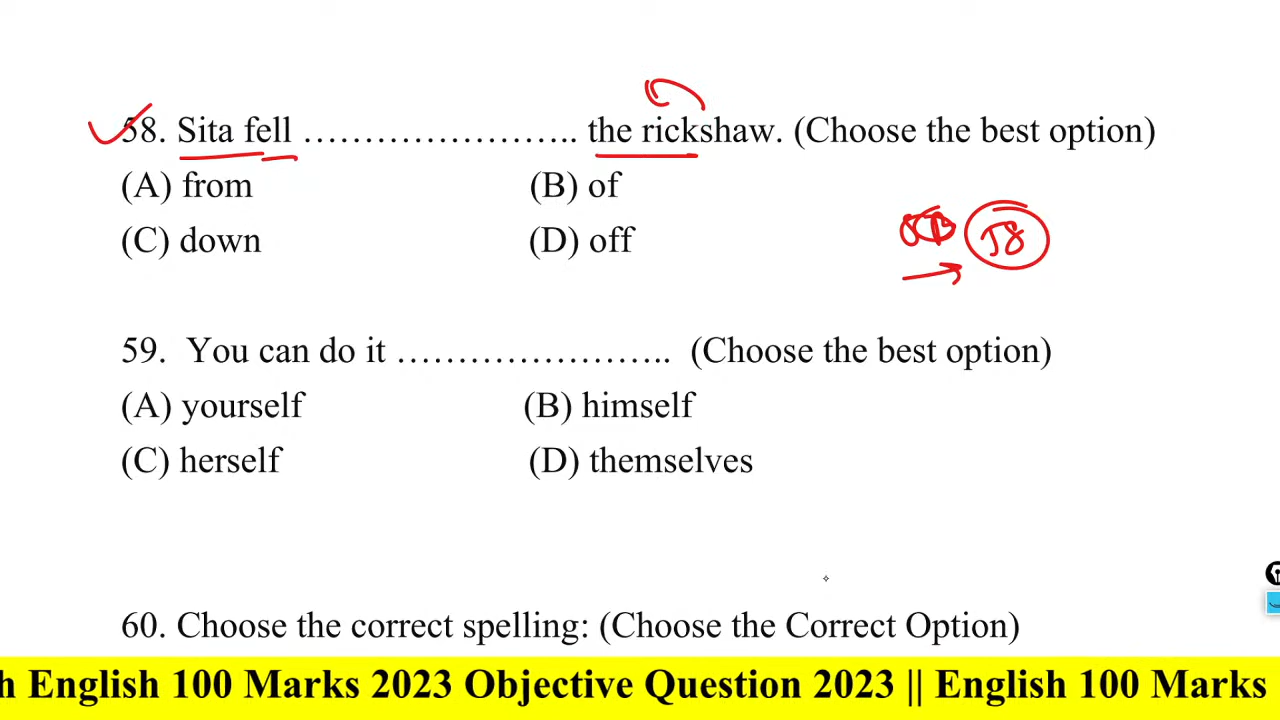 58. Sita fell …………………….. the rickshaw. (Choose the best option)
(A) from (B) of
(C) down (D) off
58
59. You can do it …………………….. (Choose the best option)
(A) yourself (B) himself
(C) herself (D) themselves
60. Choose the correct spelling: (Choose the Correct Option)
h English 100 Marks 2023 Objective Question 2023 || English 100 Marks